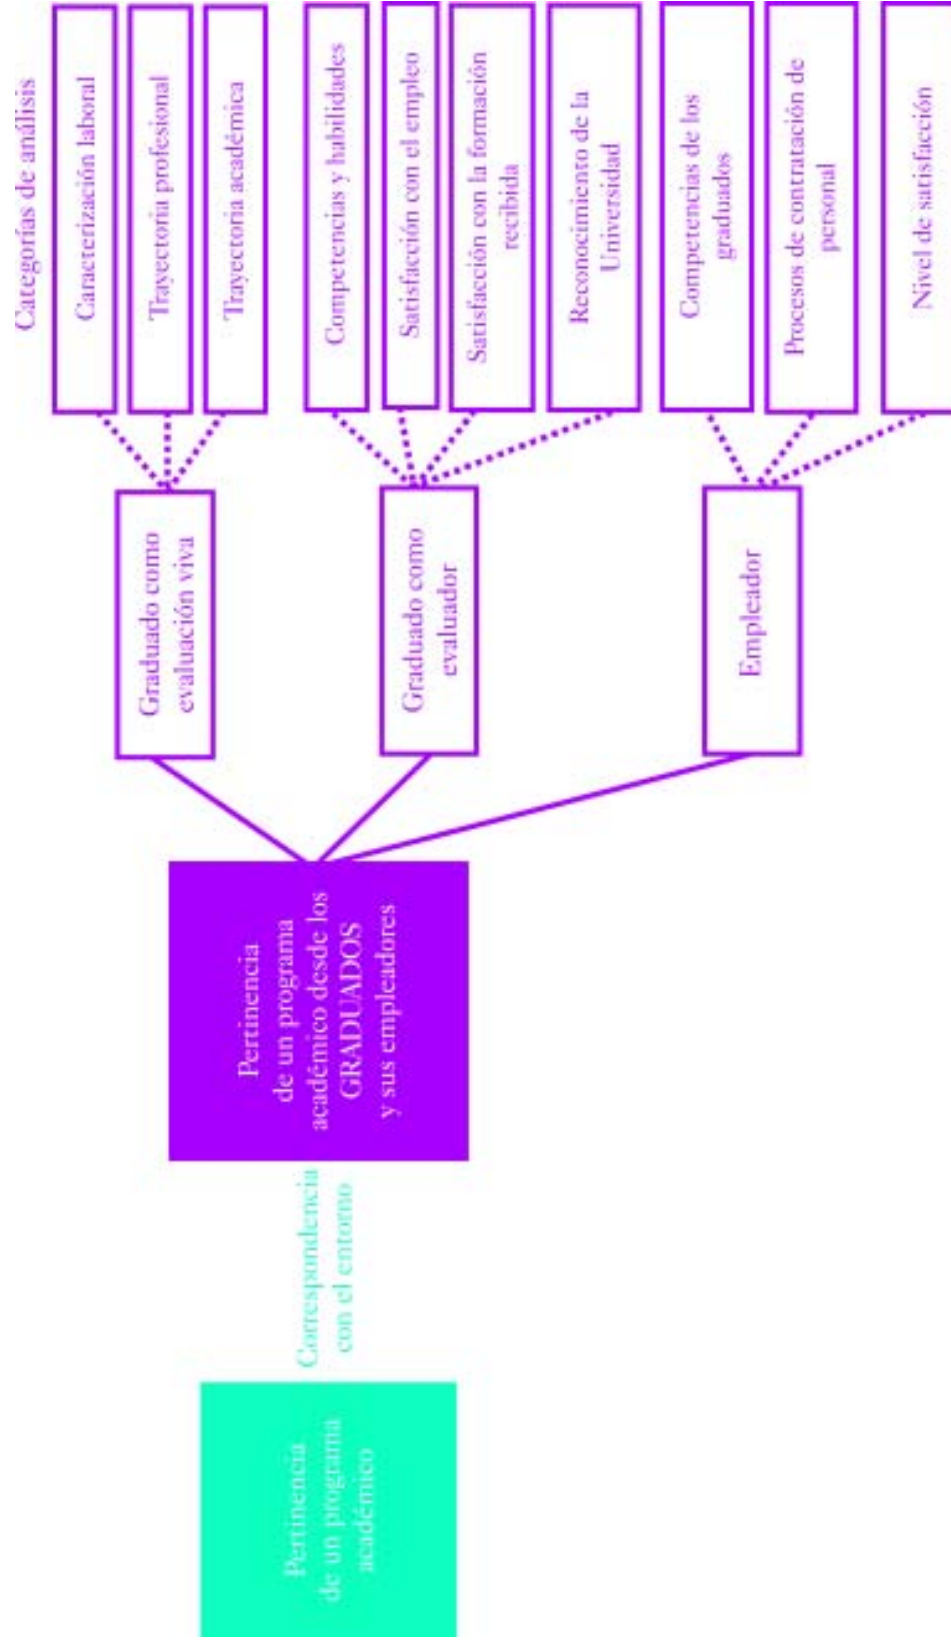 Pertinencia
de un programa
académico
Correspondencia
con el entorno
Pertinencia
de un programa
académico desde los
GRADUADOS
y sus empleadores
Graduado como
evaluación viva
Graduado como
evaluador
Empleador
Categorías de análisis
Caracterización laboral
Trayectoria profesional
Trayectoria académica
Competencias y habilidades
Satisfacción con el empleo
Satisfacción con la formación
recibida
Reconocimiento de la
Universidad
Competencias de los
graduados
Procesos de contratación de
personal
Nivel de satisfacción